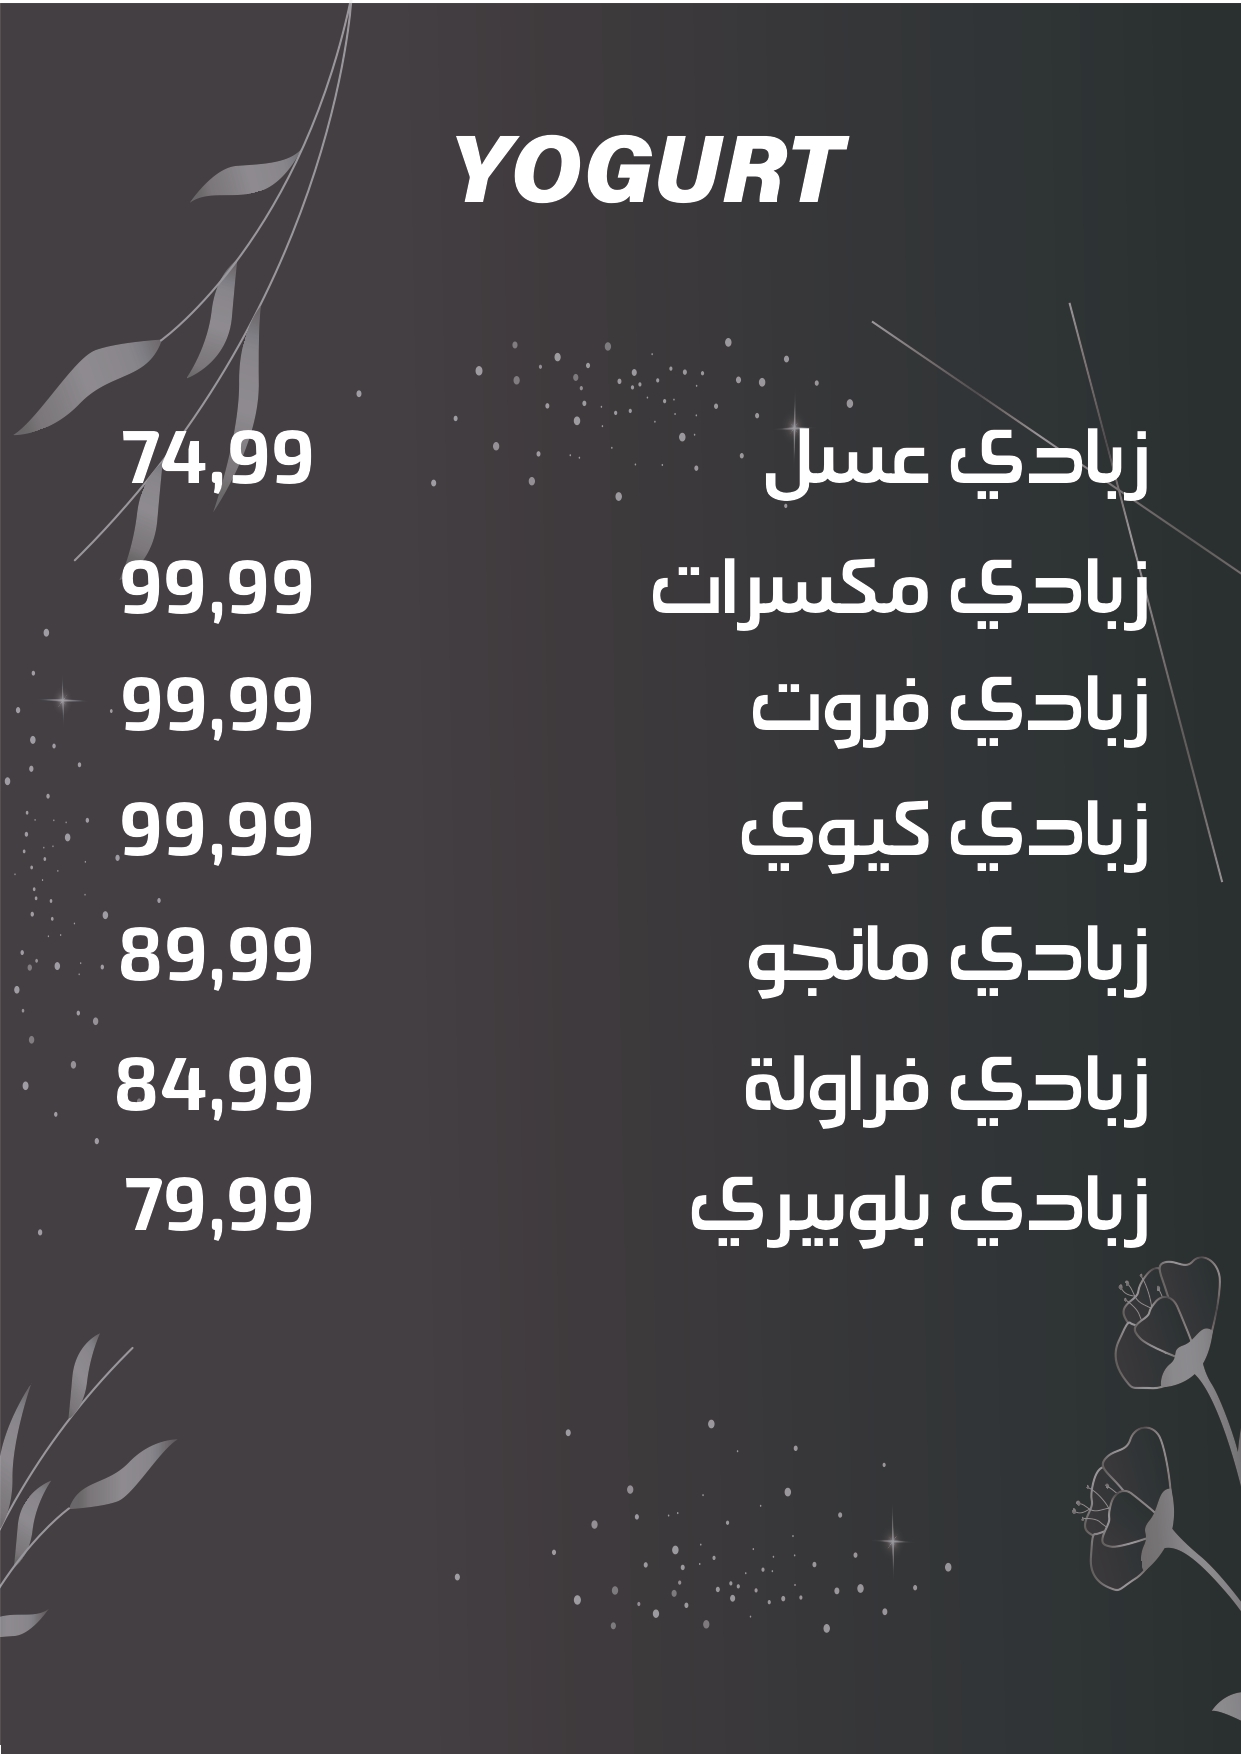 YOGURT
زبادي عسل 74,99
زبادي مكسرات 99,99
زبادي فروت 99,99
زبادي كيوي 99,99
زبادي مانجو 89,99
زبادي فراولة 84,99
زبادي بلوبيري 79,99